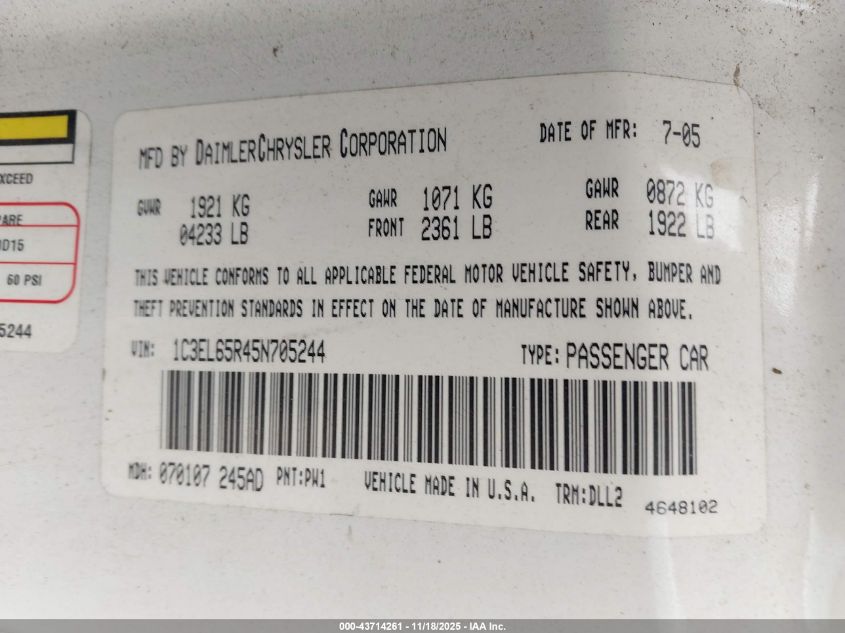 XCEED
ARE
D15
60 PSI
5244
MFD BY DAIMLERCHRYSLER CORPORATION DATE OF MFR: 7-05
GVWR 1921 KG GAWR 1071 KG GAWR 0872 KG
04233 LB FRONT 2361 LB REAR 1922 LB
THIS VEHICLE CONFORMS TO ALL APPLICABLE FEDERAL MOTOR VEHICLE SAFETY, BUMPER AND
THEFT PREVENTION STANDARDS IN EFFECT ON THE DATE OF MANUFACTURE SHOWN ABOVE.
VIN: 1C3EL65R45N705244 TYPE: PASSENGER CAR
MDH: 070107 245AD PNT:PW1 VEHICLE MADE IN U.S.A. TRM:DLL2 4648102
000-43714261 - 11/18/2025 - IAA Inc.